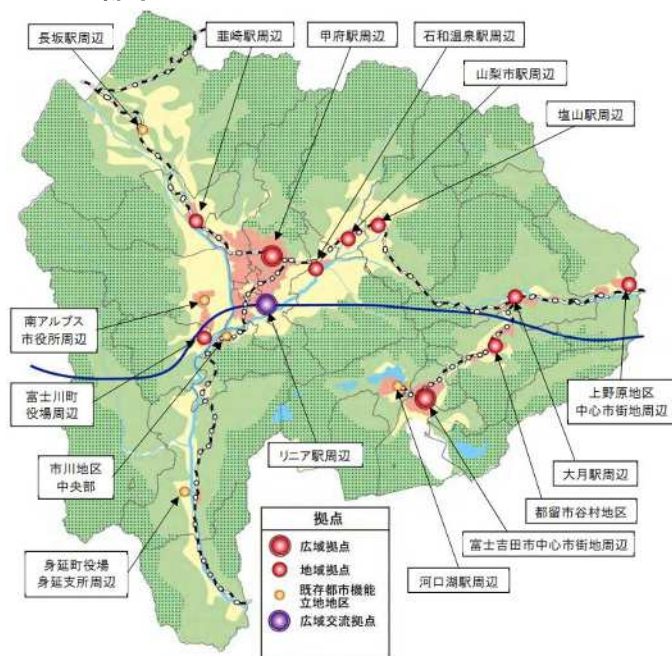 長坂駅周辺
韮崎駅周辺
甲府駅周辺
石和温泉駅周辺
山梨市駅周辺
塩山駅周辺
南アルプス
市役所周辺
富士川町
役場周辺
市川地区
中央部
身延町役場
身延支所周辺
リニア駅周辺
上野原地区
中心市街地周辺
大月駅周辺
都留市谷村地区
富士吉田市中心市街地周辺
河口湖駅周辺
拠点
広域拠点
地域拠点
既存都市機能
立地地区
広域交流拠点